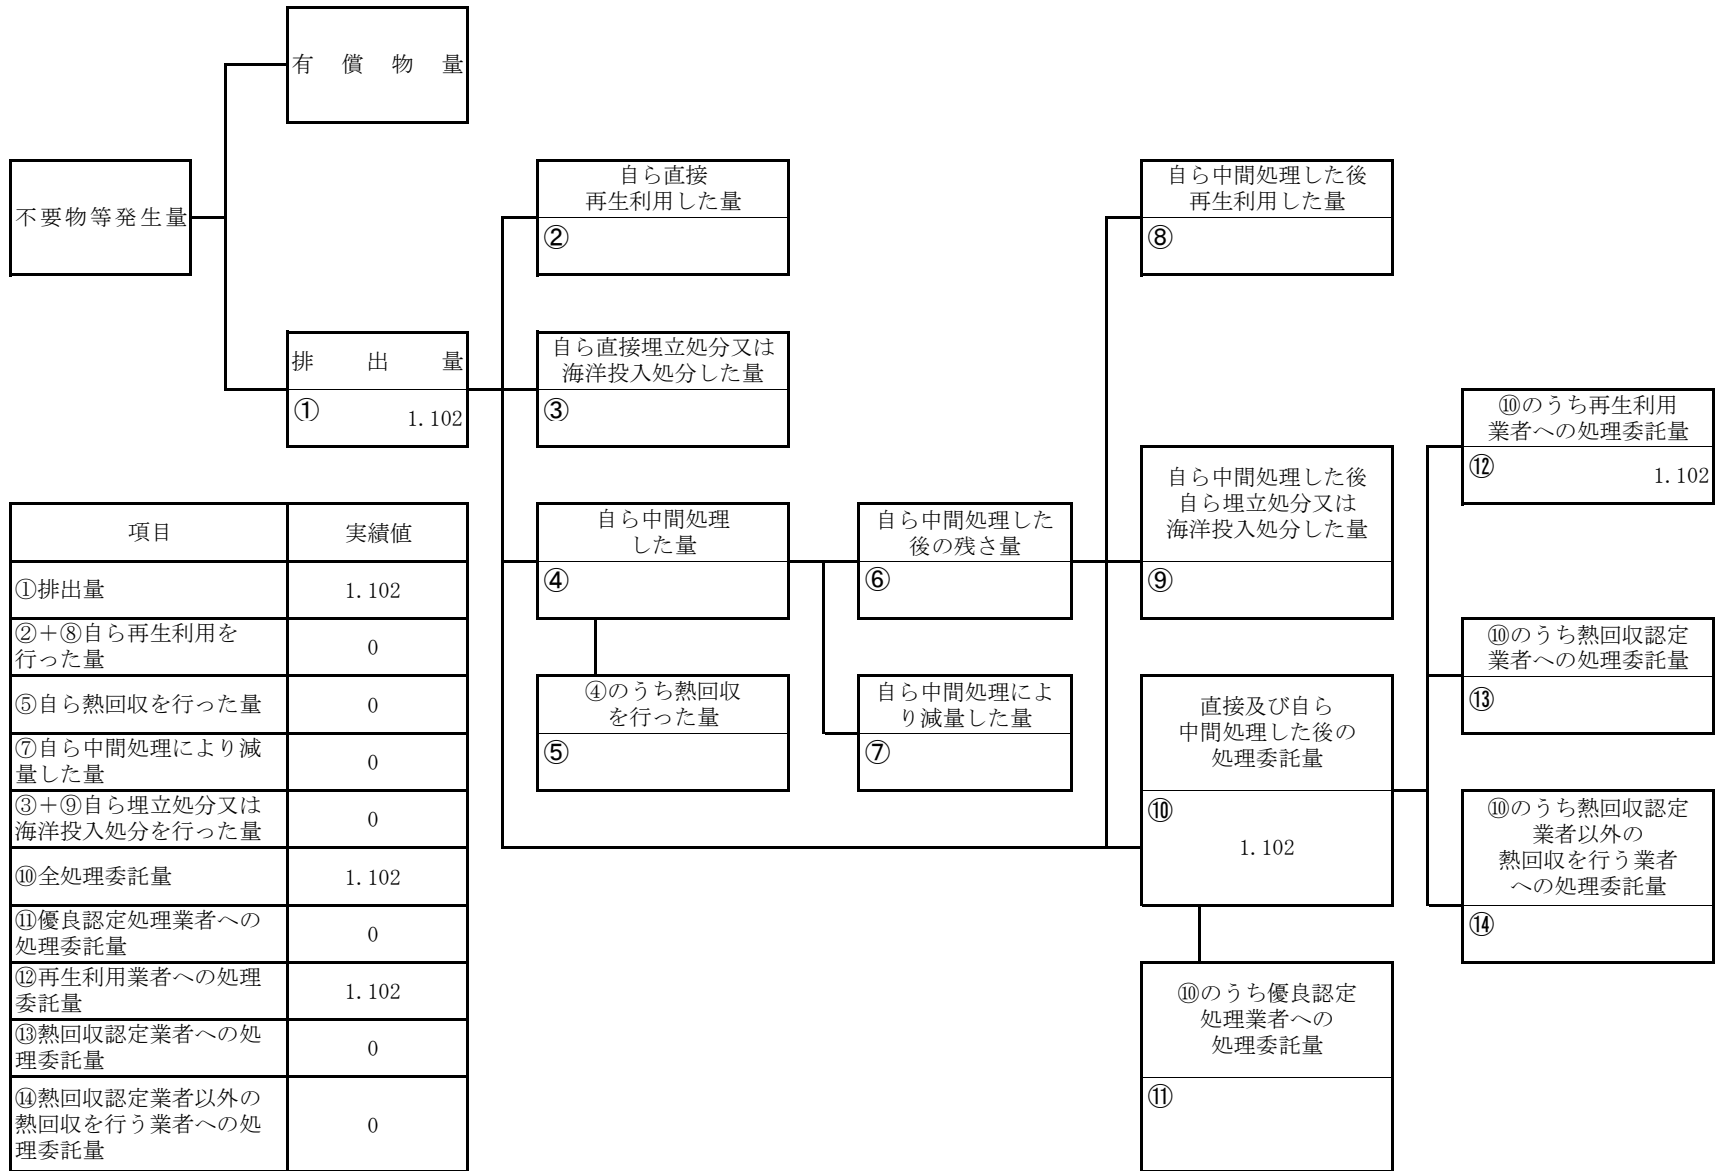 有償物量
不要物等発生量
排出量
①
1.102
自ら直接
再生利用した量
②
自ら直接埋立処分又は
海洋投入処分した量
③
自ら中間処理
した量
④
④のうち熱回収
を行った量
⑤
自ら中間処理した
後の残さ量
⑥
自ら中間処理によ
り減量した量
⑦
自ら中間処理した後
再生利用した量
⑧
自ら中間処理した後
自ら埋立処分又は
海洋投入処分した量
⑨
直接及び自ら
中間処理した後の
処理委託量
⑩
1.102
⑩のうち優良認定
処理業者への
処理委託量
⑪
⑩のうち再生利用
業者への処理委託量
⑫
1.102
⑩のうち熱回収認定
業者への処理委託量
⑬
⑩のうち熱回収認定
業者以外の
熱回収を行う業者
への処理委託量
⑭
項目 実績値
①排出量 1.102
②+⑧自ら再生利用を
行った量 0
⑤自ら熱回収を行った量 0
⑦自ら中間処理により減
量した量 0
③+⑨自ら埋立処分又は
海洋投入処分を行った量 0
⑩全処理委託量 1.102
⑪優良認定処理業者への
処理委託量 0
⑫再生利用業者への処理
委託量 1.102
⑬熱回収認定業者への処
理委託量 0
⑭熱回収認定業者以外の
熱回収を行う業者への処
理委託量 0